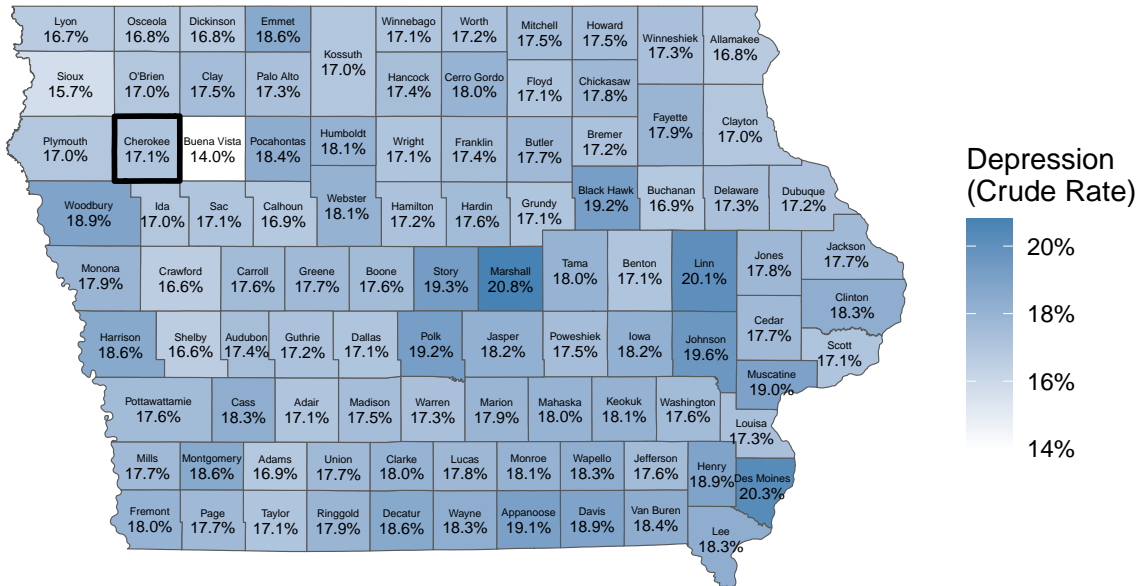 Lyon
16.7%
Osceola
16.8%
Dickinson
16.8%
Emmet
18.6%
Kossuth
17.0%
Winnebago
17.1%
Worth
17.2%
Mitchell
17.5%
Howard
17.5%
Winneshiek
17.3%
Allamakee
16.8%
Sioux
15.7%
O'Brien
17.0%
Clay
17.5%
Palo Alto
17.3%
Hancock
17.4%
Cerro Gordo
18.0%
Floyd
17.1%
Chickasaw
17.8%
Fayette
17.9%
Clayton
17.0%
Plymouth
17.0%
Cherokee
17.1%
Buena Vista
14.0%
Pocahontas
18.4%
Humboldt
18.1%
Wright
17.1%
Franklin
17.4%
Butler
17.7%
Bremer
17.2%
Woodbury
18.9%
Ida
17.0%
Sac
17.1%
Calhoun
16.9%
Webster
18.1%
Hamilton
17.2%
Hardin
17.6%
Grundy
17.1%
Black Hawk
19.2%
Buchanan
16.9%
Delaware
17.3%
Dubuque
17.2%
Monona
17.9%
Crawford
16.6%
Carroll
17.6%
Greene
17.7%
Boone
17.6%
Story
19.3%
Marshall
20.8%
Tama
18.0%
Benton
17.1%
Linn
20.1%
Jones
17.8%
Jackson
17.7%
Clinton
18.3%
Harrison
18.6%
Shelby
16.6%
Audubon
17.4%
Guthrie
17.2%
Dallas
17.1%
Polk
19.2%
Jasper
18.2%
Poweshiek
17.5%
Iowa
18.2%
Johnson
19.6%
Cedar
17.7%
Scott
17.1%
Muscatine
19.0%
Pottawattamie
17.6%
Cass
18.3%
Adair
17.1%
Madison
17.5%
Warren
17.3%
Marion
17.9%
Mahaska
18.0%
Keokuk
18.1%
Washington
17.6%
Louisa
17.3%
Mills
17.7%
Montgomery
18.6%
Adams
16.9%
Union
17.7%
Clarke
18.0%
Lucas
17.8%
Monroe
18.1%
Wapello
18.3%
Jefferson
17.6%
Henry
18.9%
Des Moines
20.3%
Fremont
18.0%
Page
17.7%
Taylor
17.1%
Ringgold
17.9%
Decatur
18.6%
Wayne
18.3%
Appanoose
19.1%
Davis
18.9%
Van Buren
18.4%
Lee
18.3%
Depression
(Crude Rate)
20%
18%
16%
14%